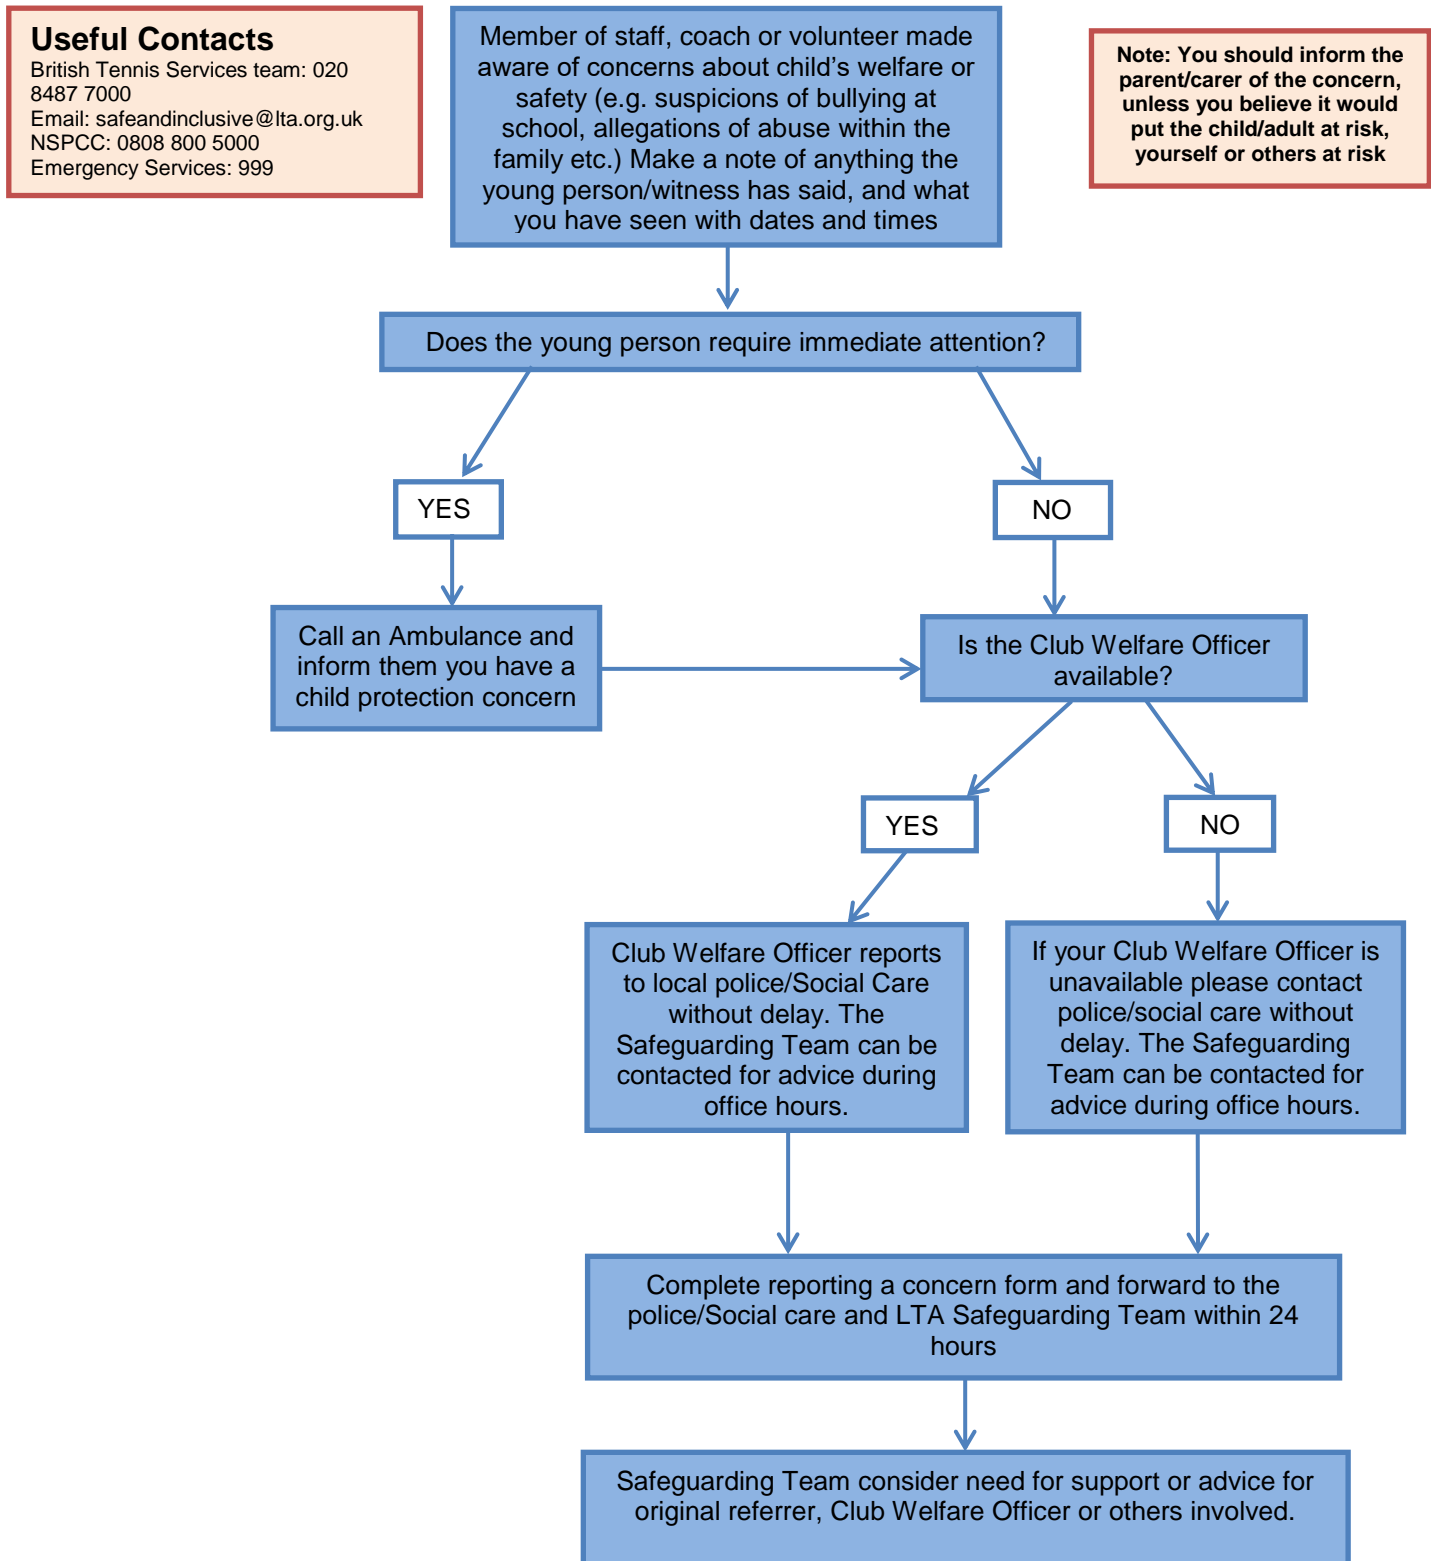 Useful Contacts
British Tennis Services team: 020
8487 7000
Email: safeandinclusive@lta.org.uk
NSPCC: 0808 800 5000
Emergency Services: 999
Member of staff, coach or volunteer made
aware of concerns about child's welfare or
safety (e.g. suspicions of bullying at
school, allegations of abuse within the
family etc.) Make a note of anything the
young person/witness has said, and what
you have seen with dates and times
Note: You should inform the
parent/carer of the concern,
unless you believe it would
put the child/adult at risk,
yourself or others at risk
Does the young person require immediate attention?
YES
NO
Call an Ambulance and
inform them you have a
child protection concern
Is the Club Welfare Officer
available?
YES
NO
Club Welfare Officer reports
to local police/Social Care
without delay. The
Safeguarding Team can be
contacted for advice during
office hours.
If your Club Welfare Officer is
unavailable please contact
police/social care without
delay. The Safeguarding
Team can be contacted for
advice during office hours.
Complete reporting a concern form and forward to the
police/Social care and LTA Safeguarding Team within 24
hours
Safeguarding Team consider need for support or advice for
original referrer, Club Welfare Officer or others involved.